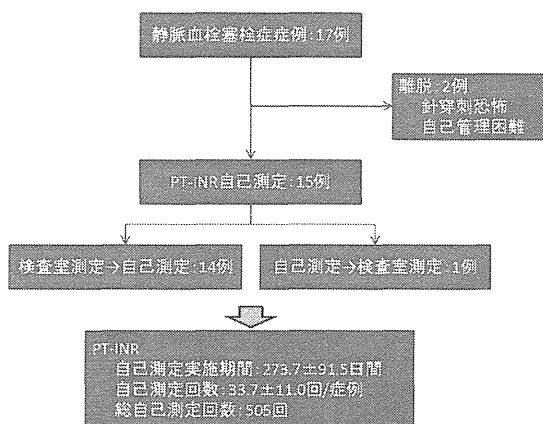 静脈血栓塞栓症症例:17例
離脱:2例
針穿刺恐怖
自己管理困難
PT-INR自己測定:15例
検査室測定→自己測定:14例
自己測定→検査室測定:1例
PT-INR
自己測定実施期間:273.7±91.5日間
自己測定回数:33.7±11.0回/症例
総自己測定回数:505回